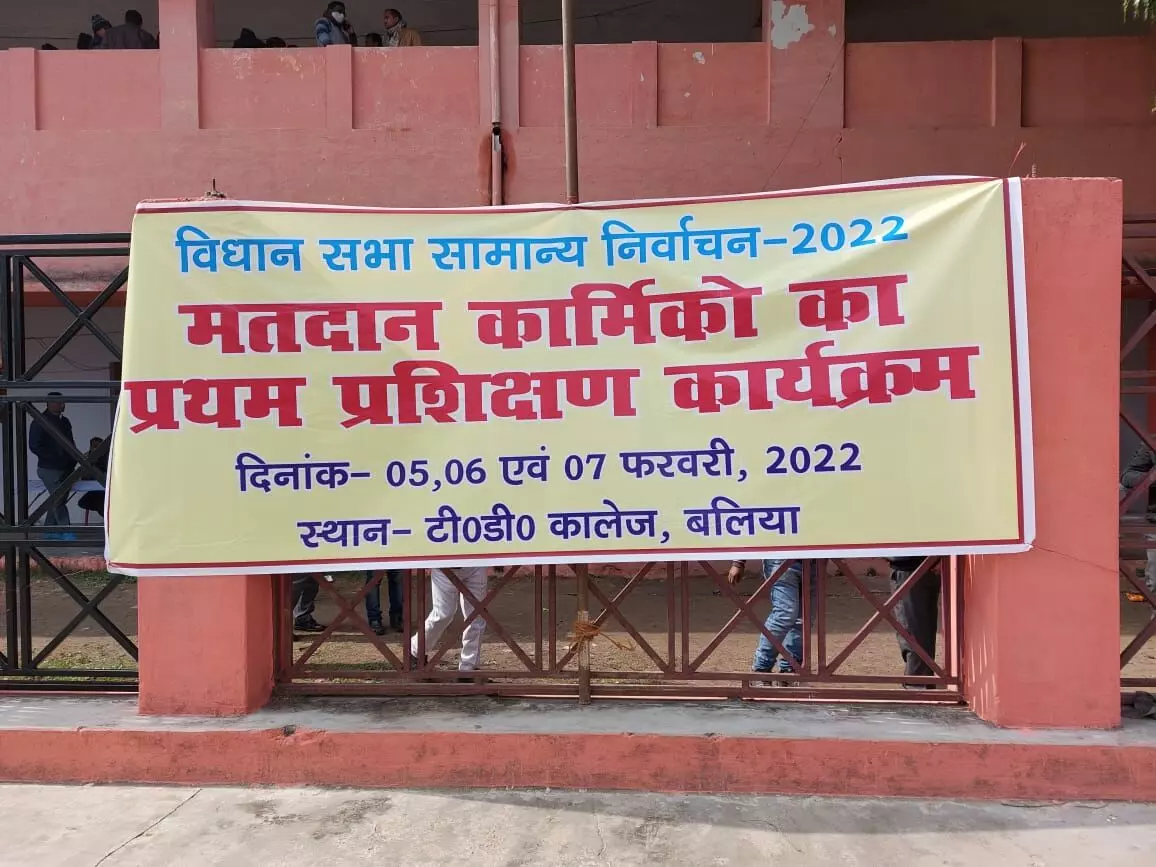 विधान सभा सामान्य निर्वाचन-2022
मतदान कार्मिको का
प्रथम प्रशिक्षण कार्यक्रम
दिनांक- 05,06 एवं 07 फरवरी, 2022
स्थान- टी0डी0 कालेज, बलिया